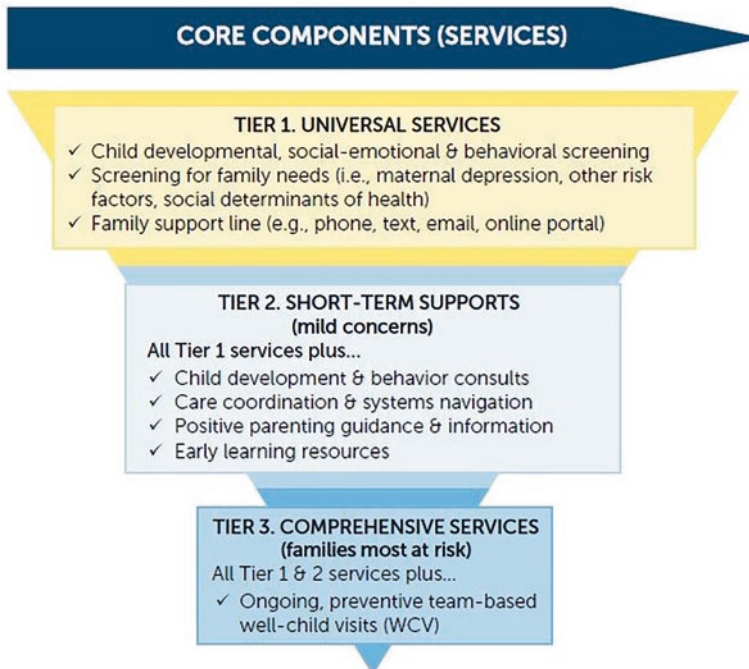 CORE COMPONENTS (SERVICES)
TIER 1. UNIVERSAL SERVICES
✓ Child developmental, social-emotional & behavioral screening
✓ Screening for family needs (i.e., maternal depression, other risk
factors, social determinants of health)
✓ Family support line (e.g., phone, text, email, online portal)
TIER 2. SHORT-TERM SUPPORTS
(mild concerns)
All Tier 1 services plus...
✓ Child development & behavior consults
✓ Care coordination & systems navigation
✓ Positive parenting guidance & information
✓ Early learning resources
TIER 3. COMPREHENSIVE SERVICES
(families most at risk)
All Tier 1 & 2 services plus...
✓ Ongoing, preventive team-based
well-child visits (WCV)